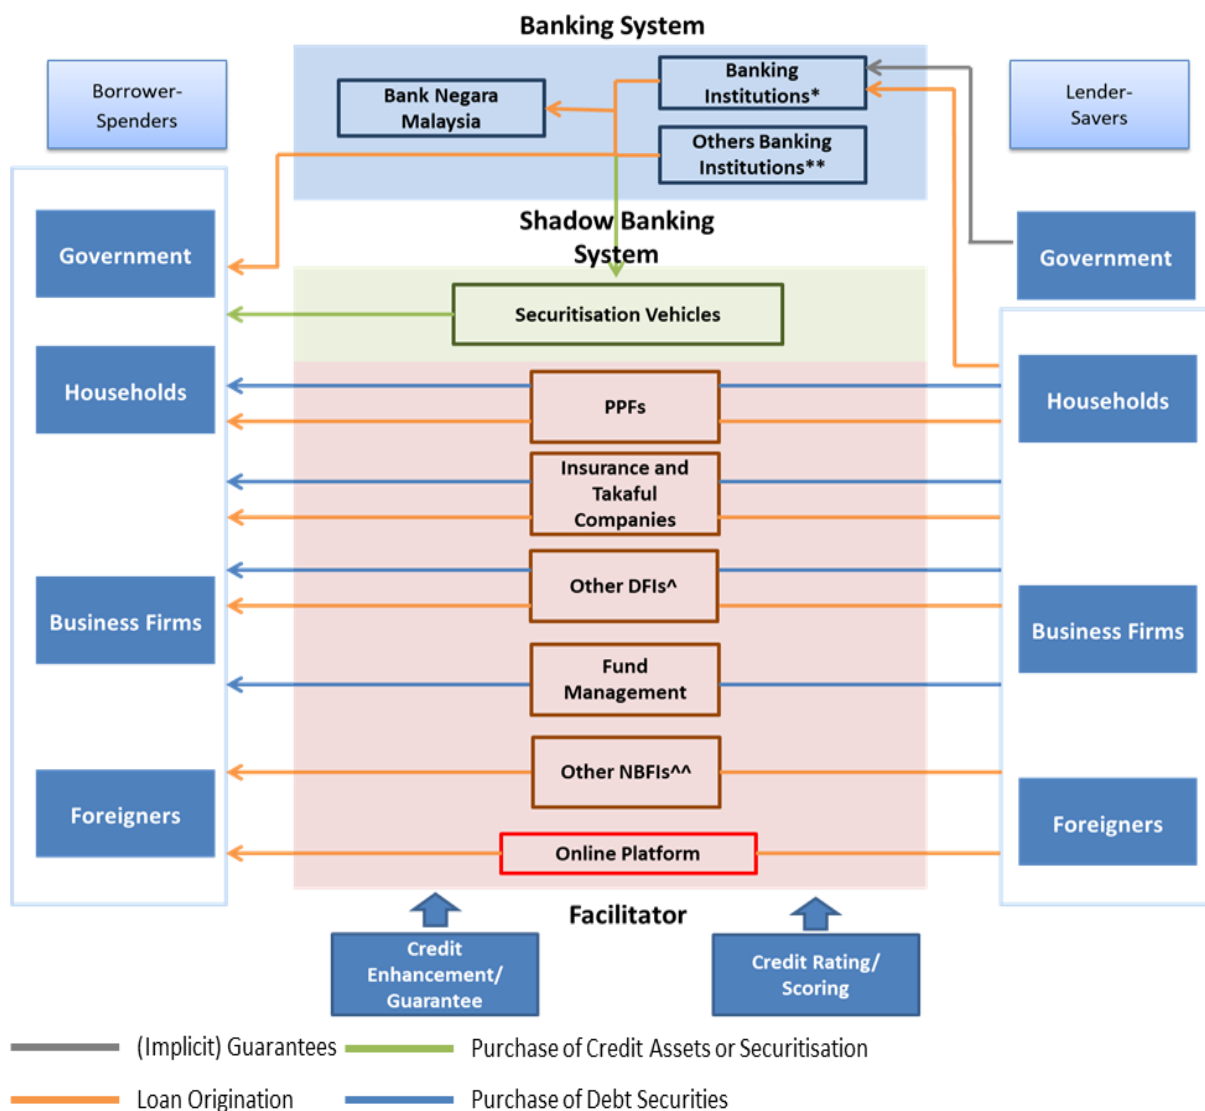 Banking System
Borrower-
Spenders
Bank Negara
Malaysia
Banking
Institutions*
Others Banking
Institutions**
Lender-
Savers
Shadow Banking
System
Government
Government
Securitisation Vehicles
Households
Households
PPFs
Insurance and
Takaful
Companies
Other DFIs^
Business Firms
Business Firms
Fund
Management
Other NBFIs^^
Foreigners
Foreigners
Online Platform
Facilitator
Credit
Enhancement/
Guarantee
Credit Rating/
Scoring
(Implicit) Guarantees
Purchase of Credit Assets or Securitisation
Loan Origination
Purchase of Debt Securities